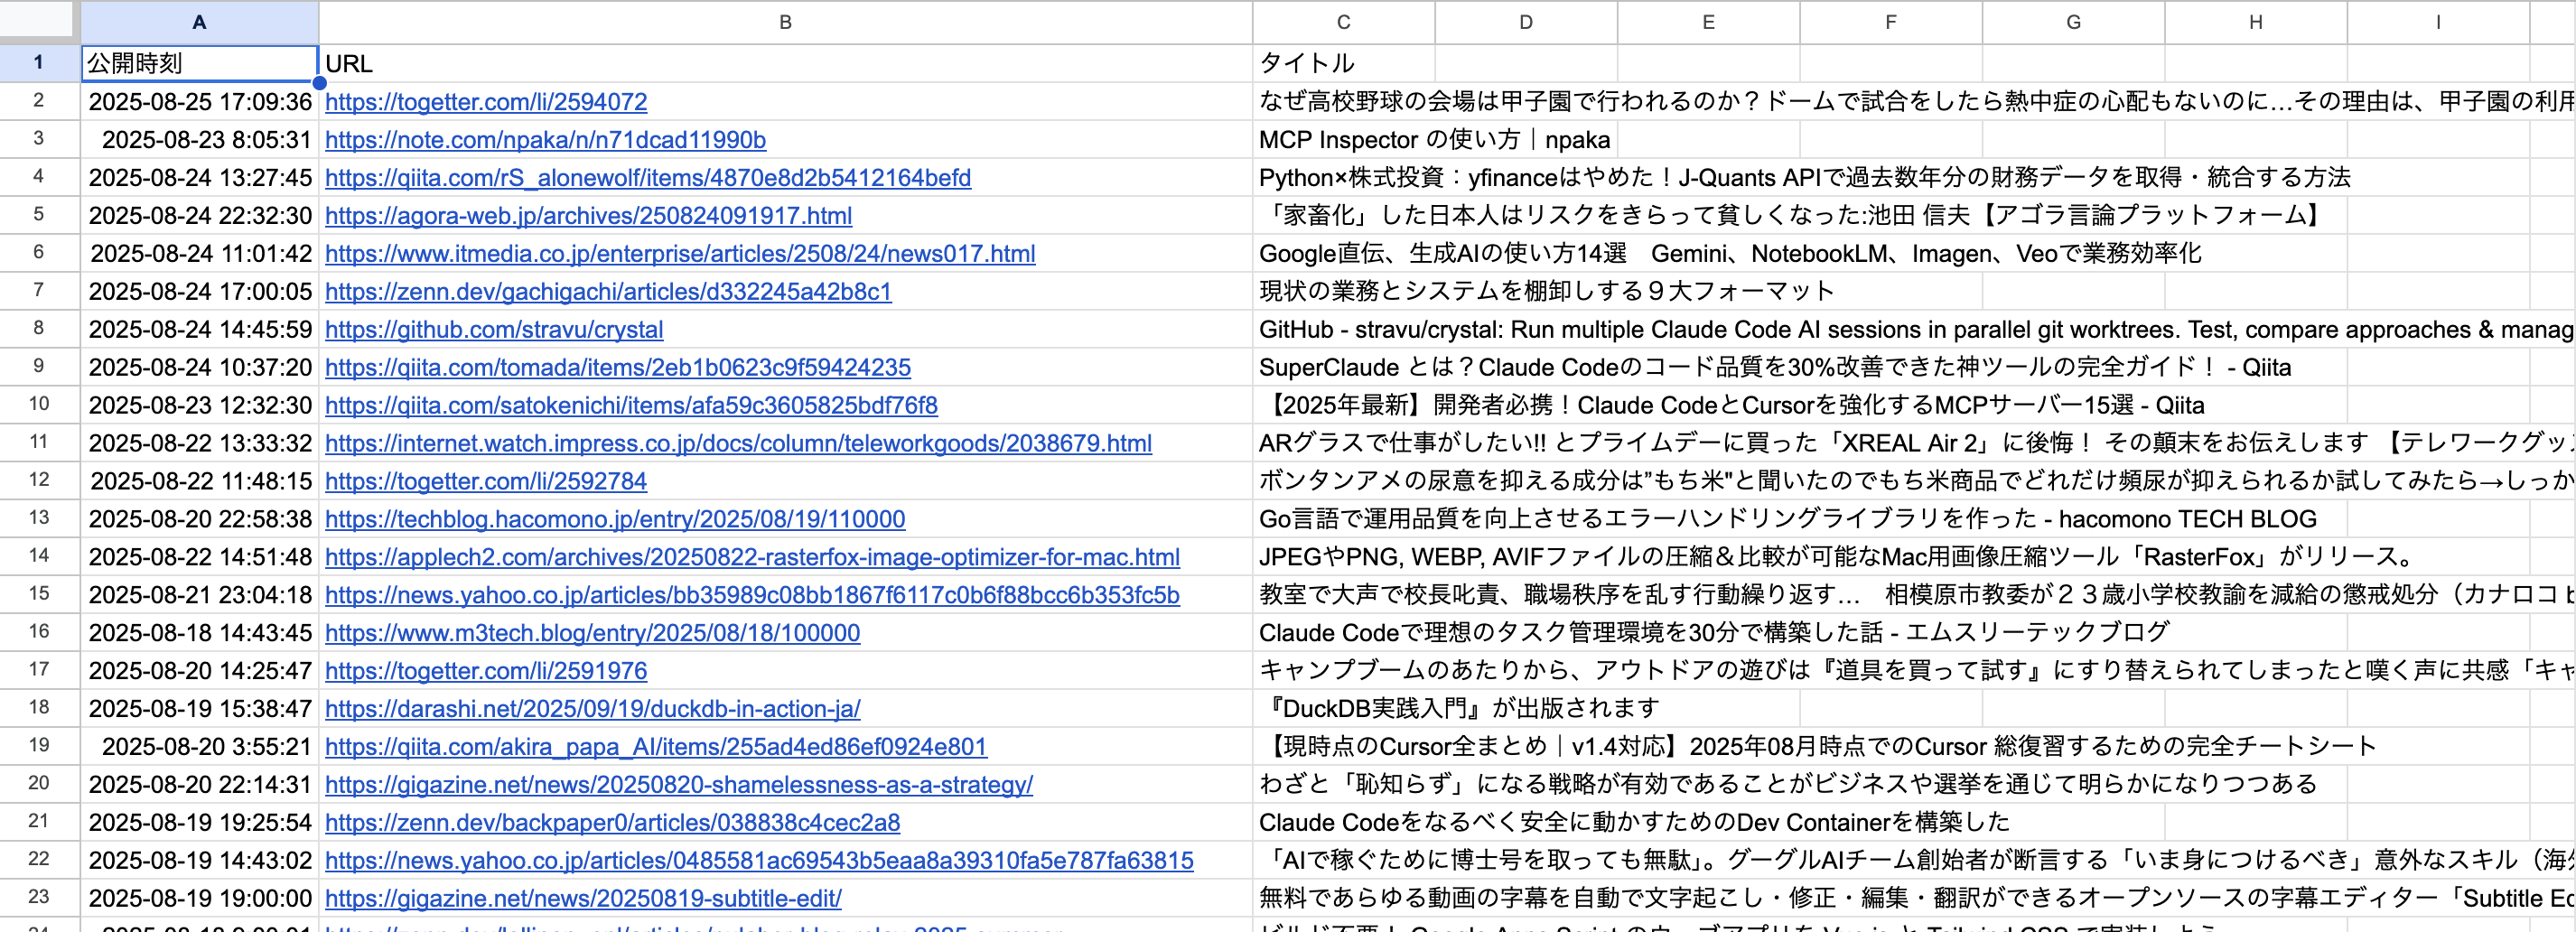 A B C D E F G H I
1 公開時刻 URL タイトル
2 2025-08-25 17:09:36 https://togetter.com/li/2594072 なぜ高校野球の会場は甲子園で行われるのか？ドームで試合をしたら熱中症の心配もないのに…その理由は、甲子園の利用
3 2025-08-23 8:05:31 https://note.com/npaka/n/n71dcad11990b MCP Inspector の使い方｜npaka
4 2025-08-24 13:27:45 https://qiita.com/rS_alonewolf/items/4870e8d2b5412164befd Python×株式投資：yfinanceはやめた！J-Quants APIで過去数年分の財務データを取得・統合する方法
5 2025-08-24 22:32:30 https://agora-web.jp/archives/250824091917.html 「家畜化」した日本人はリスクをきらって貧しくなった:池田 信夫【アゴラ言論プラットフォーム】
6 2025-08-24 11:01:42 https://www.itmedia.co.jp/enterprise/articles/2508/24/news017.html Google直伝、生成AIの使い方14選　Gemini、NotebookLM、Imagen、Veoで業務効率化
7 2025-08-24 17:00:05 https://zenn.dev/gachigachi/articles/d332245a42b8c1 現状の業務とシステムを棚卸しする９大フォーマット
8 2025-08-24 14:45:59 https://github.com/stravu/crystal GitHub - stravu/crystal: Run multiple Claude Code AI sessions in parallel git worktrees. Test, compare approaches & manag
9 2025-08-24 10:37:20 https://qiita.com/tomada/items/2eb1b0623c9f59424235 SuperClaude とは？Claude Codeのコード品質を30%改善できた神ツールの完全ガイド！ - Qiita
10 2025-08-23 12:32:30 https://qiita.com/satokenichi/items/afa59c3605825bdf76f8 【2025年最新】開発者必携！Claude CodeとCursorを強化するMCPサーバー15選 - Qiita
11 2025-08-22 13:33:32 https://internet.watch.impress.co.jp/docs/column/teleworkgoods/2038679.html ARグラスで仕事がしたい!! とプライムデーに買った「XREAL Air 2」に後悔！ その顛末をお伝えします 【テレワークグッズ
12 2025-08-22 11:48:15 https://togetter.com/li/2592784 ボンタンアメの尿意を抑える成分は”もち米"と聞いたのでもち米商品でどれだけ頻尿が抑えられるか試してみたら→しっか
13 2025-08-20 22:58:38 https://techblog.hacomono.jp/entry/2025/08/19/110000 Go言語で運用品質を向上させるエラーハンドリングライブラリを作った - hacomono TECH BLOG
14 2025-08-22 14:51:48 https://applech2.com/archives/20250822-rasterfox-image-optimizer-for-mac.html JPEGやPNG, WEBP, AVIFファイルの圧縮＆比較が可能なMac用画像圧縮ツール「RasterFox」がリリース。
15 2025-08-21 23:04:18 https://news.yahoo.co.jp/articles/bb35989c08bb1867f6117c0b6f88bcc6b353fc5b 教室で大声で校長叱責、職場秩序を乱す行動繰り返す…　相模原市教委が２３歳小学校教諭を減給の懲戒処分（カナロコ b
16 2025-08-18 14:43:45 https://www.m3tech.blog/entry/2025/08/18/100000 Claude Codeで理想のタスク管理環境を30分で構築した話 - エムスリーテックブログ
17 2025-08-20 14:25:47 https://togetter.com/li/2591976 キャンプブームのあたりから、アウトドアの遊びは『道具を買って試す』にすり替えられてしまったと嘆く声に共感「キャ
18 2025-08-19 15:38:47 https://darashi.net/2025/09/19/duckdb-in-action-ja/ 『DuckDB実践入門』が出版されます
19 2025-08-20 3:55:21 https://qiita.com/akira_papa_AI/items/255ad4ed86ef0924e801 【現時点のCursor全まとめ｜v1.4対応】2025年08月時点でのCursor 総復習するための完全チートシート
20 2025-08-20 22:14:31 https://gigazine.net/news/20250820-shamelessness-as-a-strategy/ わざと「恥知らず」になる戦略が有効であることがビジネスや選挙を通じて明らかになりつつある
21 2025-08-19 19:25:54 https://zenn.dev/backpaper0/articles/038838c4cec2a8 Claude Codeをなるべく安全に動かすためのDev Containerを構築した
22 2025-08-19 14:43:02 https://news.yahoo.co.jp/articles/0485581ac69543b5eaa8a39310fa5e787fa63815 「AIで稼ぐために博士号を取っても無駄」。グーグルAIチーム創始者が断言する「いま身につけるべき」意外なスキル（海外
23 2025-08-19 19:00:00 https://gigazine.net/news/20250819-subtitle-edit/ 無料であらゆる動画の字幕を自動で文字起こし・修正・編集・翻訳ができるオープンソースの字幕エディター「Subtitle Ed